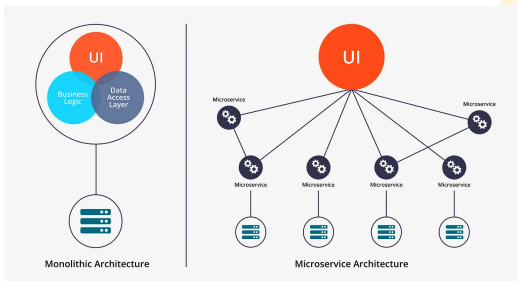 UI
Business
Logic
Data
Access
Layer
Monolithic Architecture
UI
Microservice
Microservice
Microservice
Microservice
Microservice
Microservice
Microservice Architecture